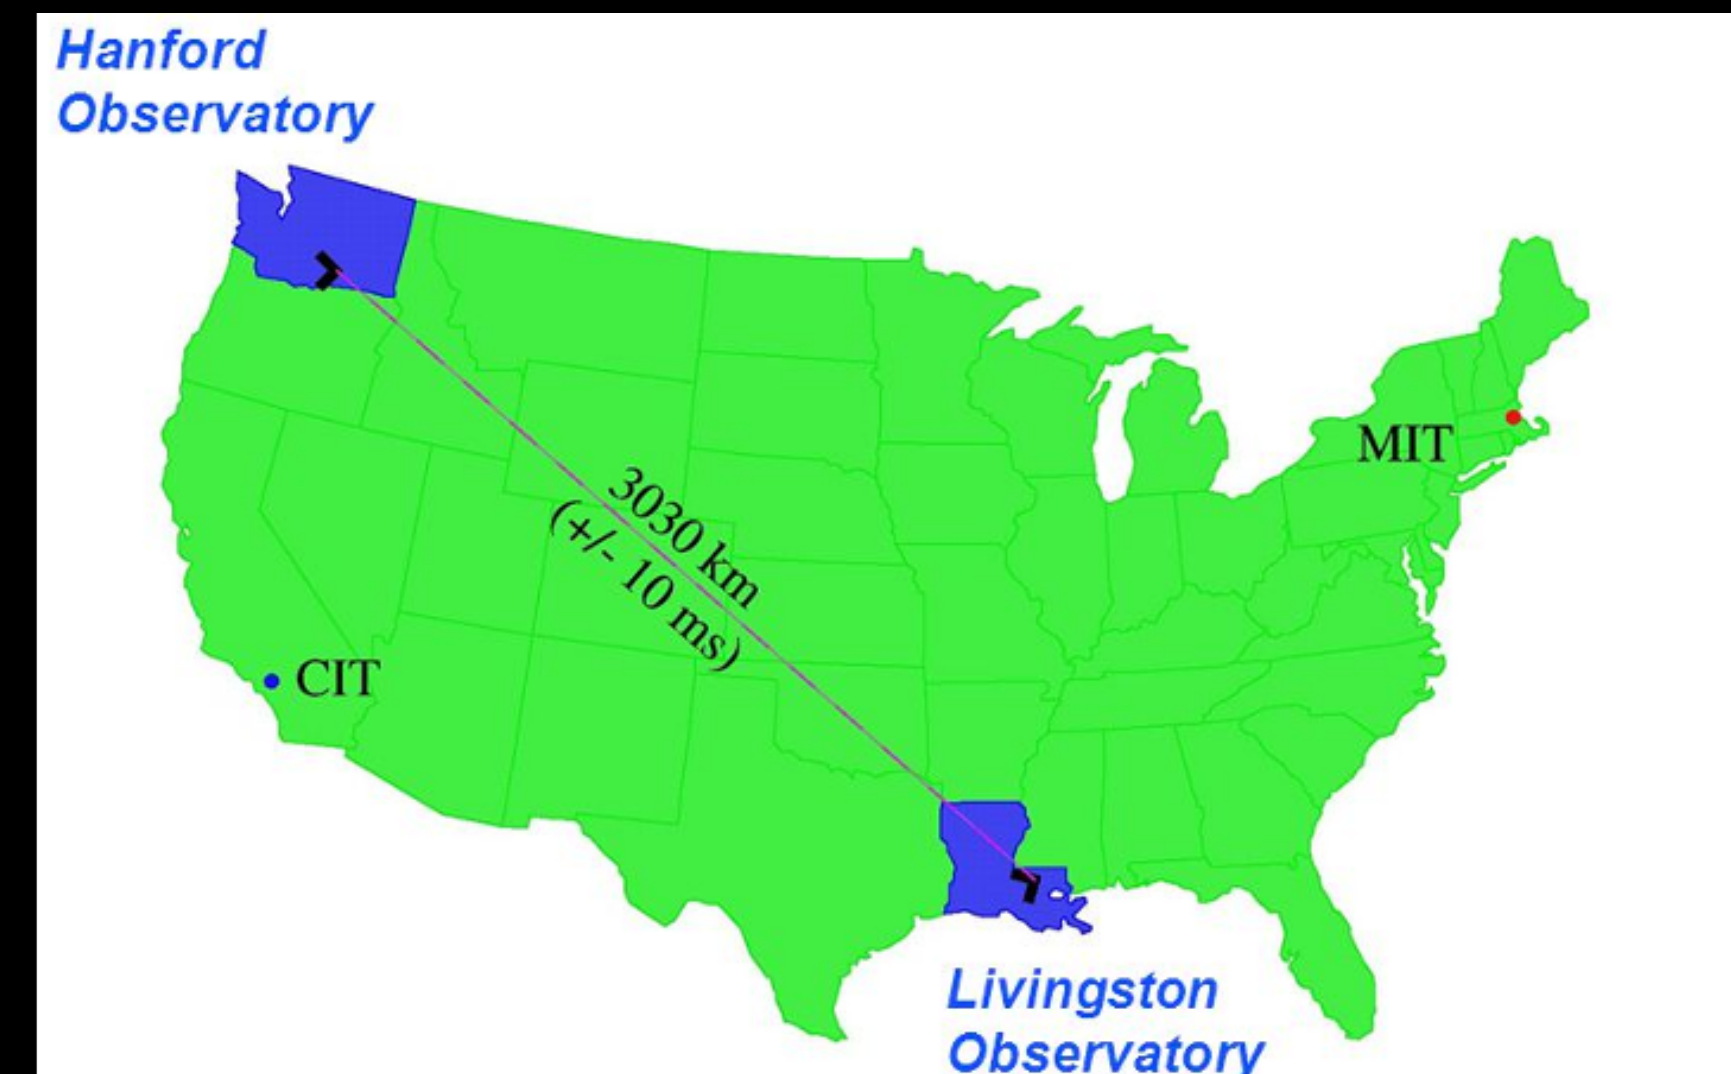 Hanford
Observatory
MIT
3030 km
(+/- 10 ms)
CIT
Livingston
Observatory